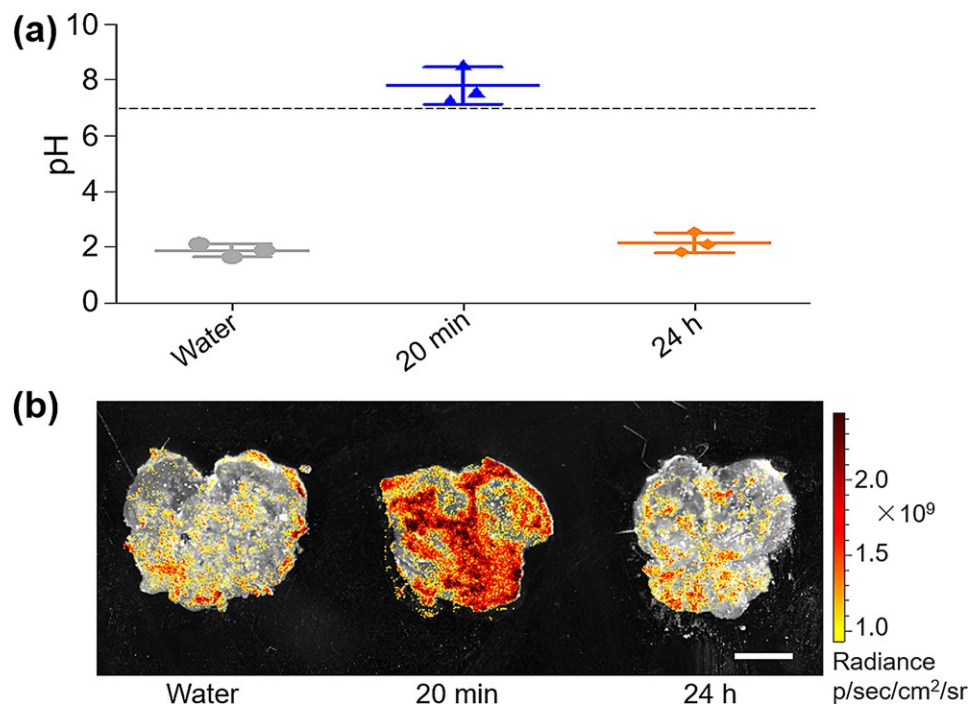 (a)
10
8
6
4
2
0
pH
Water
20 min
24 h
(b)
2.0
×10⁹
1.5
1.0
Radiance
p/sec/cm²/sr
Water
20 min
24 h